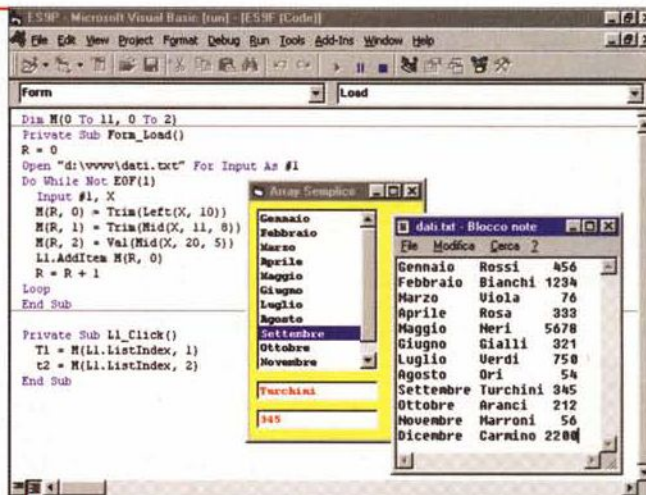 ES9P - Microsoft Visual Basic [run] - [ES9F (Code)]
File Edit View Project Format Debug Run Tools Add-Ins Window Help
Form Load
Dim M(0 To 11, 0 To 2)
Private Sub Form_Load()
R = 0
Open "d:\vvvv\dati.txt" For Input As #1
Do While Not EOF(1)
Input #1, X
M(R, 0) = Trim(Left(X, 10))
M(R, 1) = Trim(Mid(X, 11, 8))
M(R, 2) = Val(Mid(X, 20, 5))
L1.AddItem M(R, 0)
R = R + 1
Loop
End Sub
Private Sub L1_Click()
T1 = M(L1.ListIndex, 1)
t2 = M(L1.ListIndex, 2)
End Sub
Array Semplice
Gennaio
Febbraio
Marzo
Aprile
Maggio
Giugno
Luglio
Agosto
Settembre
Ottobre
Novembre
Turchini
345
dati.txt - Blocco note
File Modifica Cerca ?
Gennaio Rossi 456
Febbraio Bianchi 1234
Marzo Viola 76
Aprile Rosa 333
Maggio Neri 5678
Giugno Gialli 321
Luglio Verdi 750
Agosto Ori 54
Settembre Turchini 345
Ottobre Aranci 212
Novembre Marroni 56
Dicembre Carmino 2200